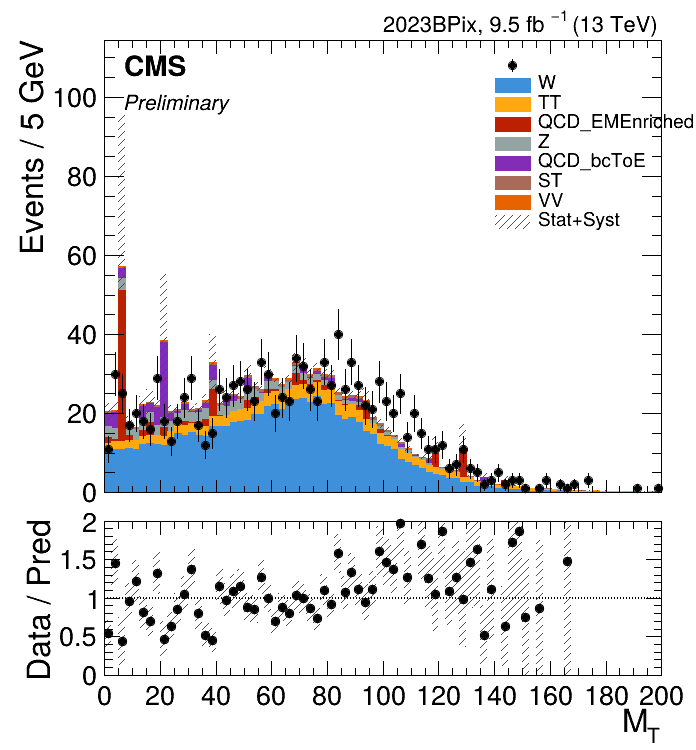 2023BPix, 9.5 fb⁻¹ (13 TeV)
CMS
Preliminary
W
TT
QCD_EMEnriched
Z
QCD_bcToE
ST
VV
Stat+Syst
Events / 5 GeV
100
80
60
40
20
0
Data / Pred
2
1.5
1
0.5
0
0 20 40 60 80 100 120 140 160 180 200
M_T